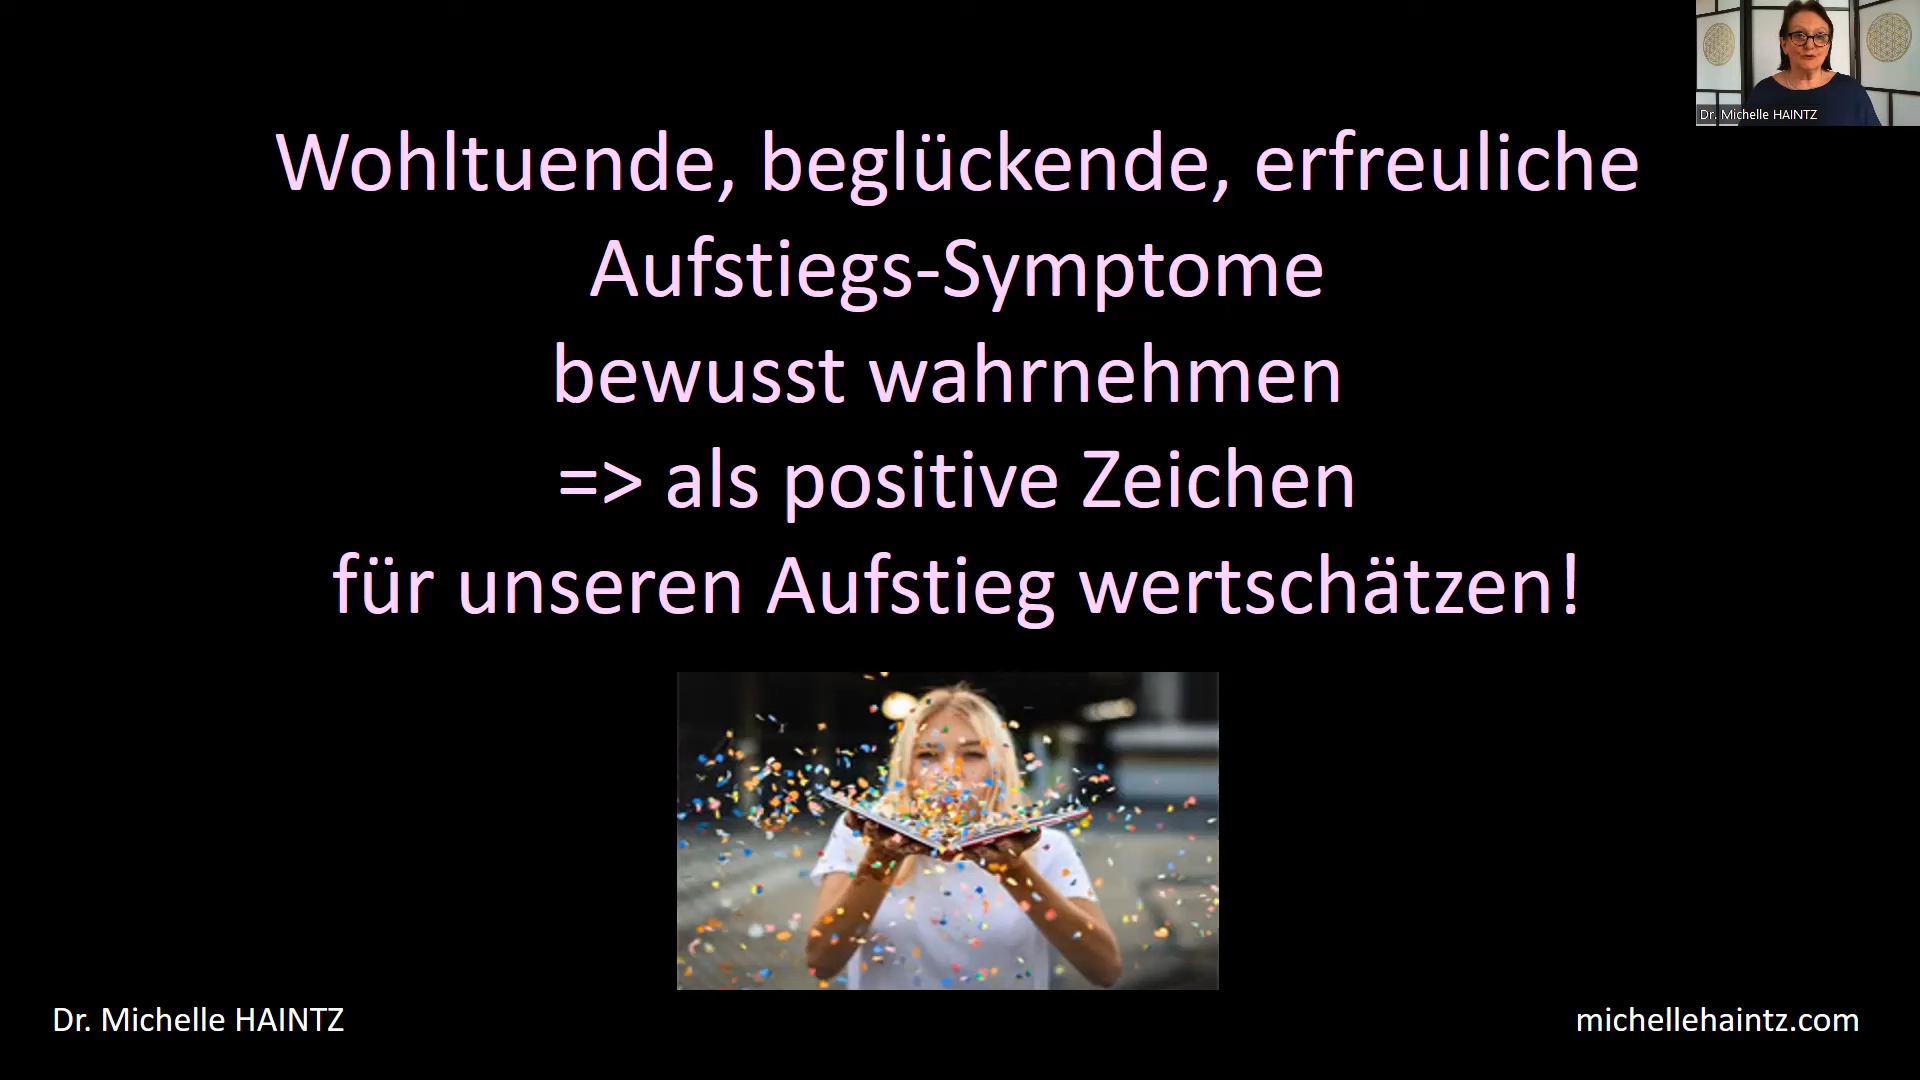 Dr. Michelle HAINTZ
Wohltuende, beglückende, erfreuliche
Aufstiegs-Symptome
bewusst wahrnehmen
=> als positive Zeichen
für unseren Aufstieg wertschätzen!
Dr. Michelle HAINTZ
michellehaintz.com